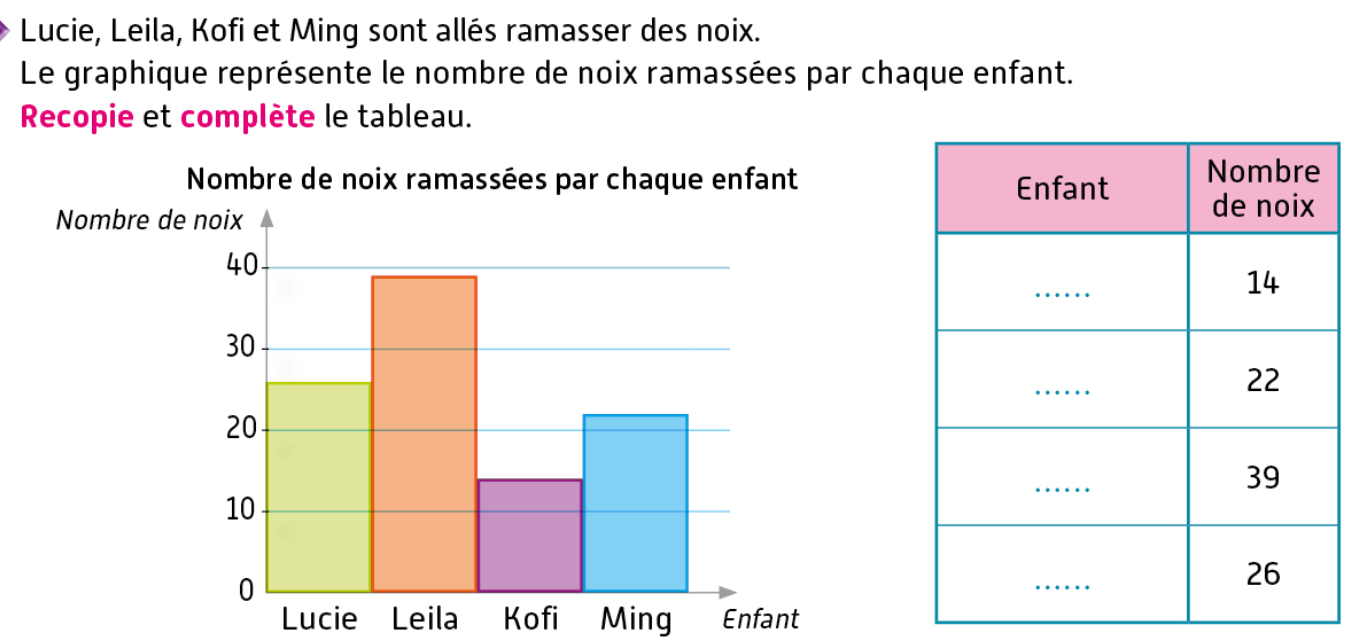 Lucie, Leila, Kofi et Ming sont allés ramasser des noix.
Le graphique représente le nombre de noix ramassées par chaque enfant.
Recopie et complète le tableau.
Nombre de noix ramassées par chaque enfant
Nombre de noix
40
30
20
10
0
Lucie Leila Kofi Ming Enfant
Enfant Nombre de noix
...... 14
...... 22
...... 39
...... 26